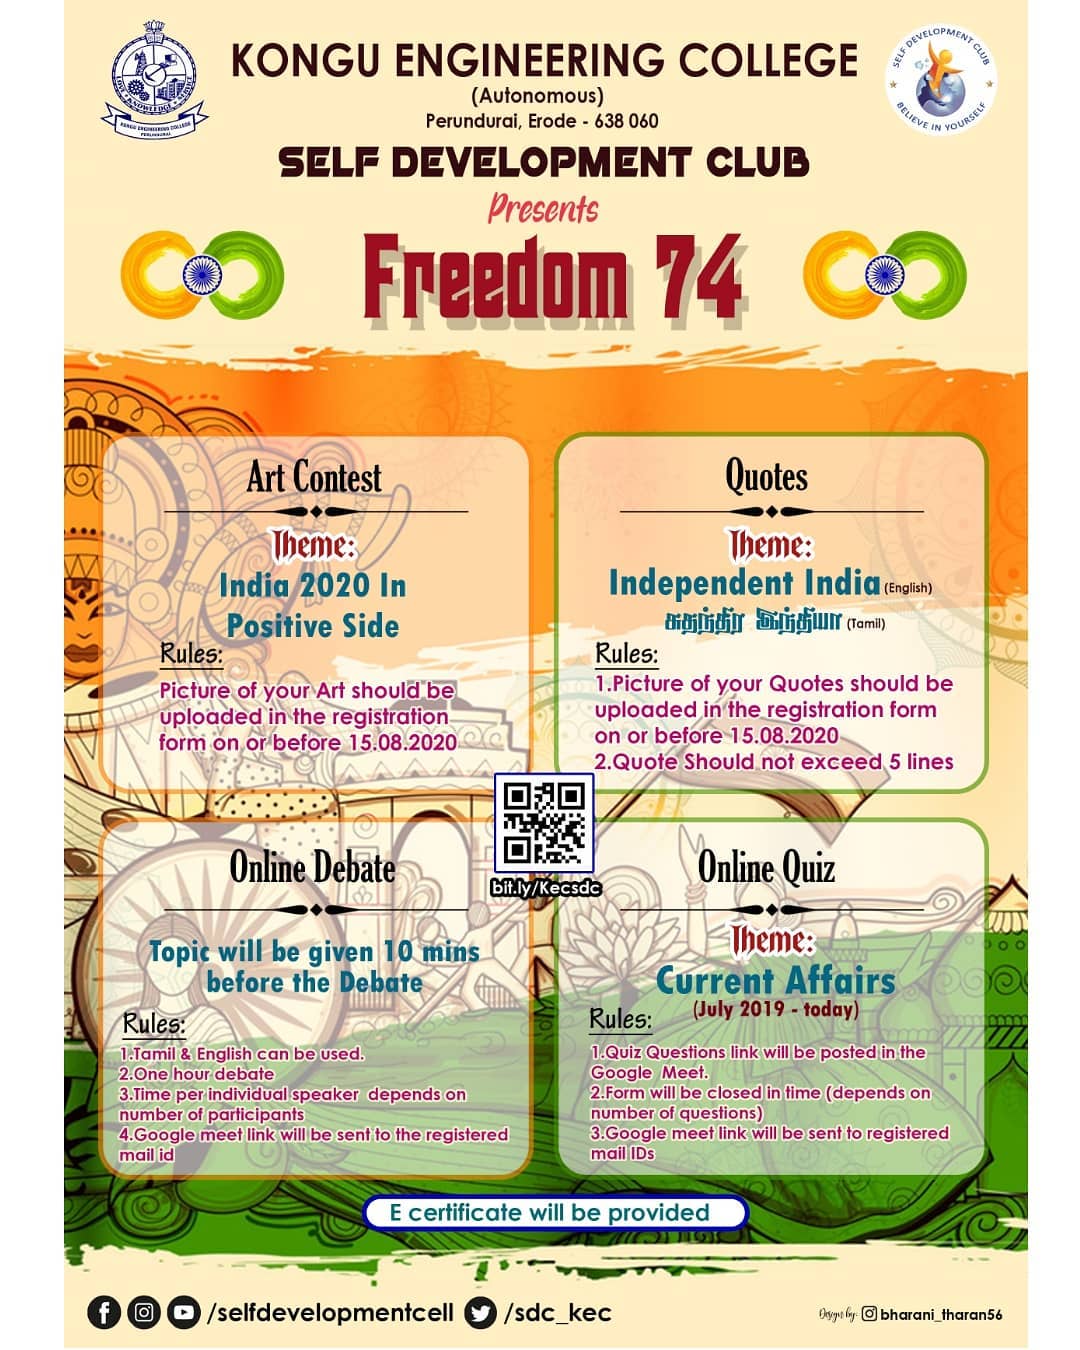 KONGU ENGINEERING COLLEGE
(Autonomous)
Perundurai, Erode - 638 060
LOVE KNOWLEDGE SERVICE
KONGU ENGINEERING COLLEGE
PERUNDURAI
SELF DEVELOPMENT CLUB
BELIEVE IN YOURSELF
SELF DEVELOPMENT CLUB
Presents
Freedom 74
Art Contest
Theme:
India 2020 In
Positive Side
Rules:
Picture of your Art should be
uploaded in the registration
form on or before 15.08.2020
Quotes
Theme:
Independent India (English)
சுதந்திர இந்தியா (Tamil)
Rules:
1.Picture of your Quotes should be
uploaded in the registration form
on or before 15.08.2020
2.Quote Should not exceed 5 lines
bit.ly/Kecsdc
Online Debate
Topic will be given 10 mins
before the Debate
Rules:
1.Tamil & English can be used.
2.One hour debate
3.Time per individual speaker depends on
number of participants
4.Google meet link will be sent to the registered
mail id
Online Quiz
Theme:
Current Affairs
(July 2019 - today)
Rules:
1.Quiz Questions link will be posted in the
Google Meet.
2.Form will be closed in time (depends on
number of questions)
3.Google meet link will be sent to registered
mail IDs
E certificate will be provided
/selfdevelopmentcell /sdc_kec
Design by: bharani_tharan56